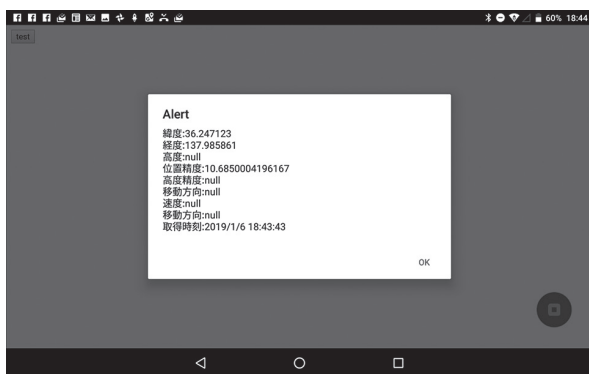 60% 18:44
test
Alert
緯度:36.247123
経度:137.985861
高度:null
位置精度:10.6850004196167
高度精度:null
移動方向:null
速度:null
移動方向:null
取得時刻:2019/1/6 18:43:43
OK